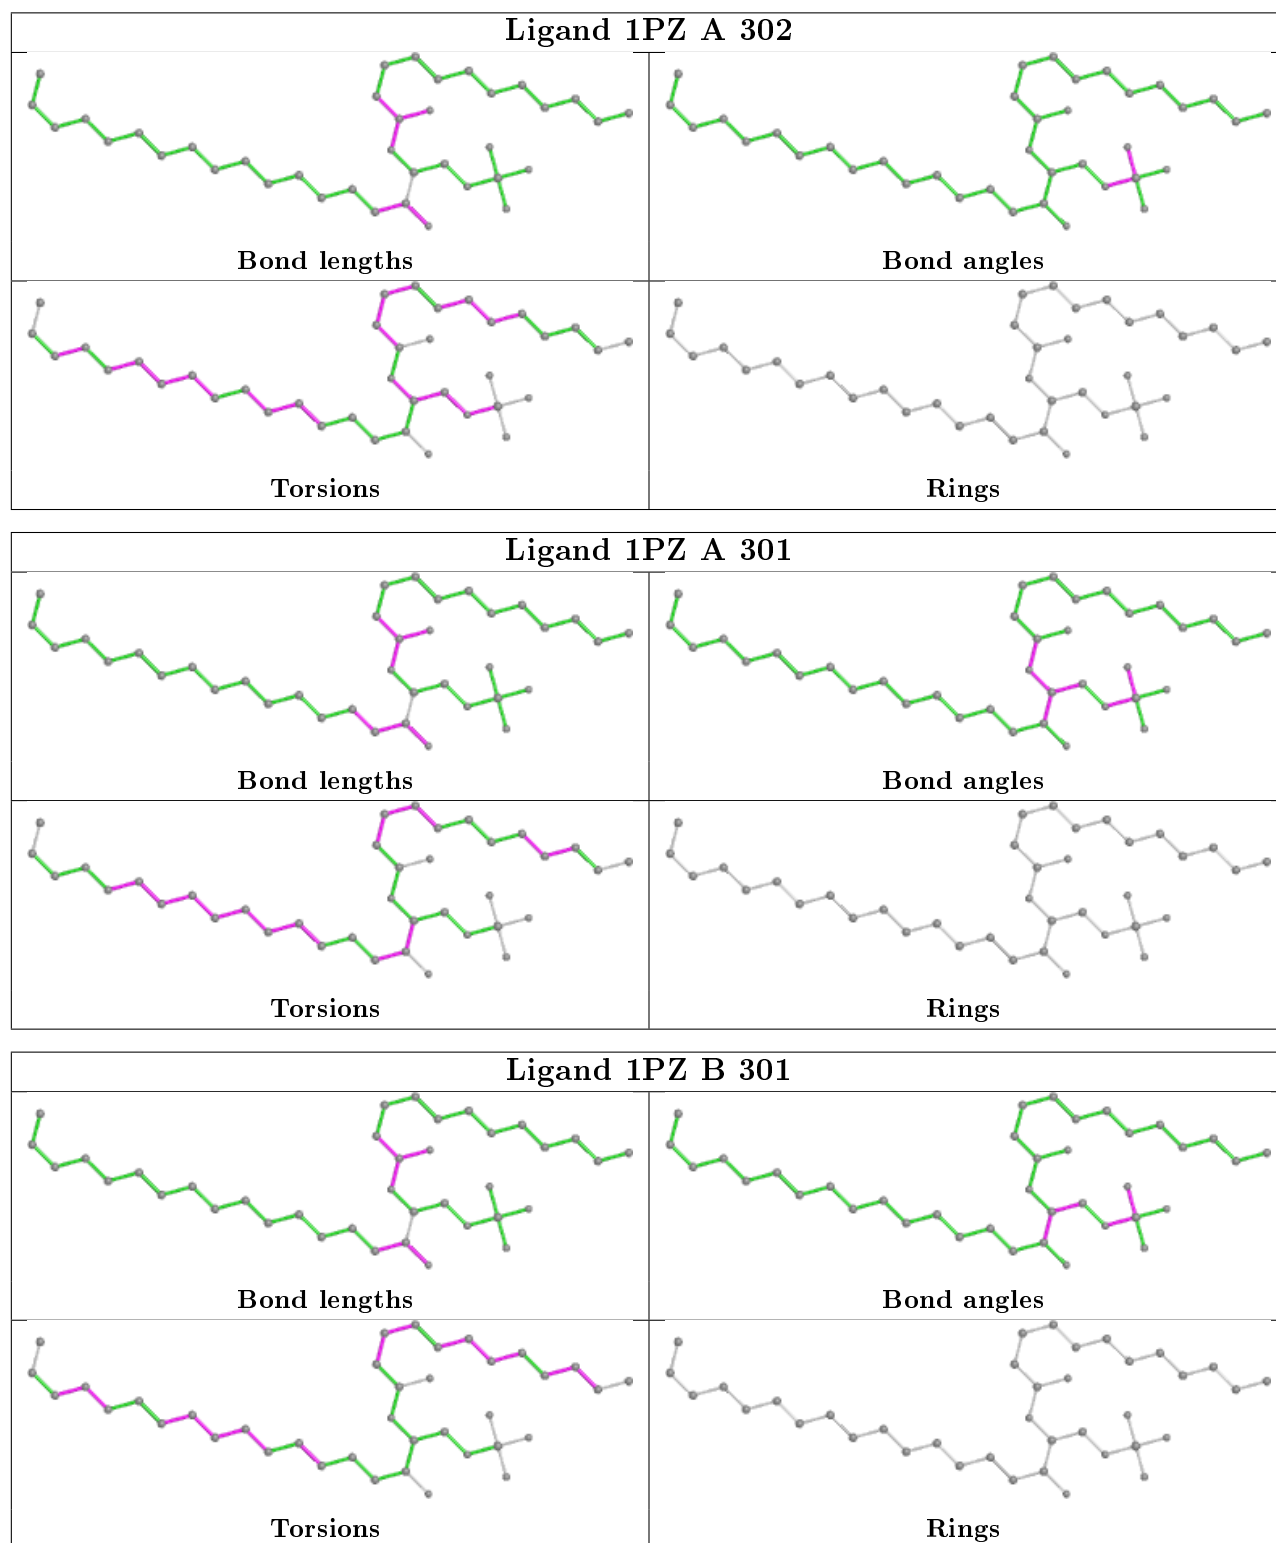 Ligand 1PZ A 302
Bond lengths
Bond angles
Torsions
Rings
Ligand 1PZ A 301
Bond lengths
Bond angles
Torsions
Rings
Ligand 1PZ B 301
Bond lengths
Bond angles
Torsions
Rings